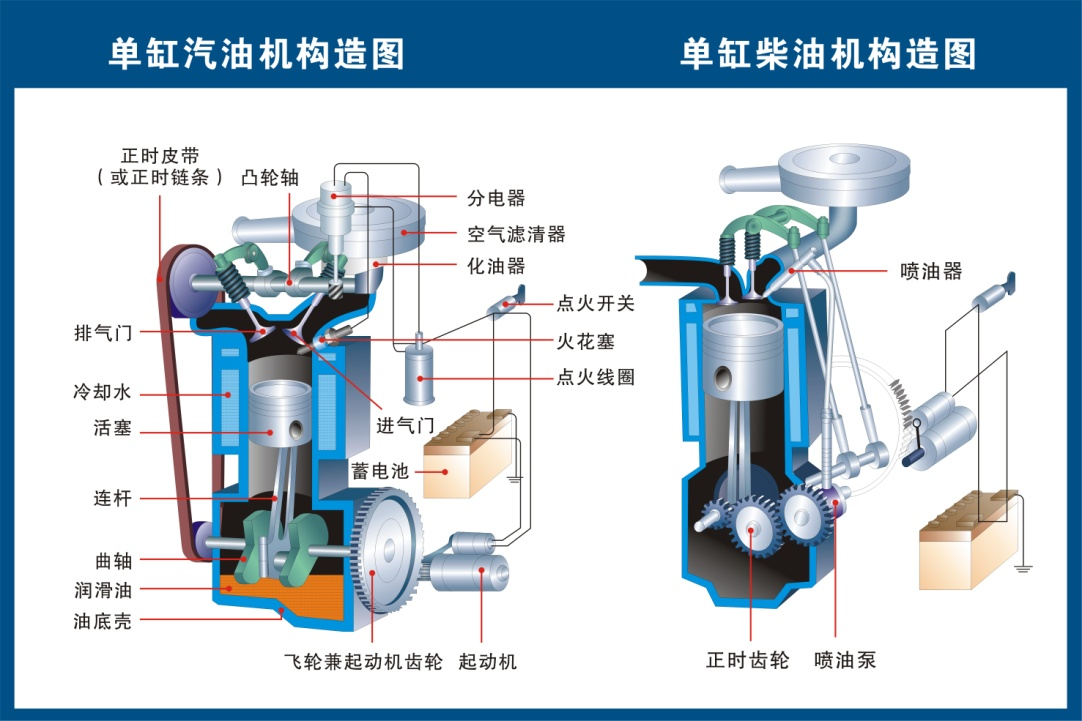 单缸汽油机构造图
单缸柴油机构造图
正时皮带
（或正时链条）
凸轮轴
分电器
空气滤清器
化油器
点火开关
火花塞
点火线圈
排气门
冷却水
活塞
进气门
蓄电池
连杆
曲轴
润滑油
油底壳
飞轮兼起动机齿轮
起动机
喷油器
正时齿轮
喷油泵